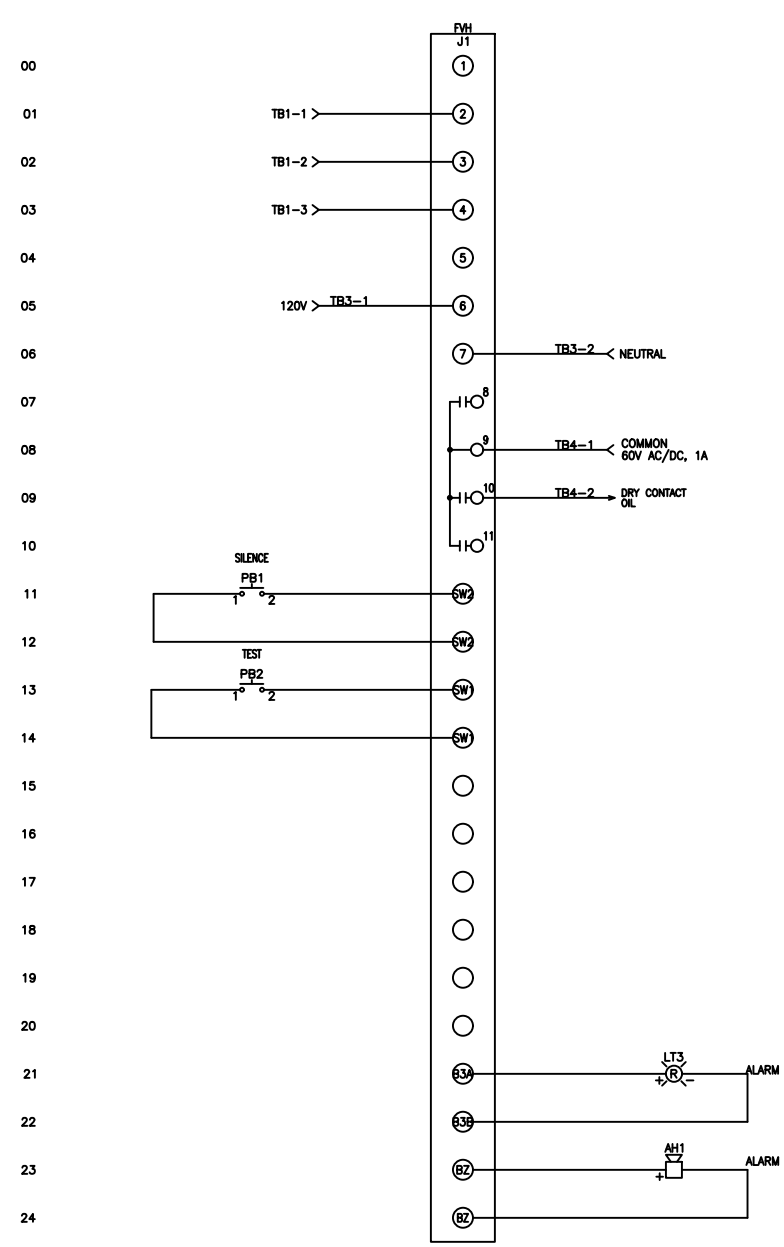 FVH
J1
00
1
01
TB1-1
2
02
TB1-2
3
03
TB1-3
4
04
5
05
120V
TB3-1
6
06
7
TB3-2
NEUTRAL
07
8
08
9
TB4-1
COMMON
60V AC/DC, 1A
09
10
TB4-2
DRY CONTACT
OIL
10
11
SILENCE
PB1
11
1
2
SW2
12
SW2
TEST
PB2
13
1
2
SW1
14
SW1
15
16
17
18
19
20
LT3
21
B3A
+
R
-
ALARM
22
B3B
AH1
23
BZ
+
ALARM
24
BZ